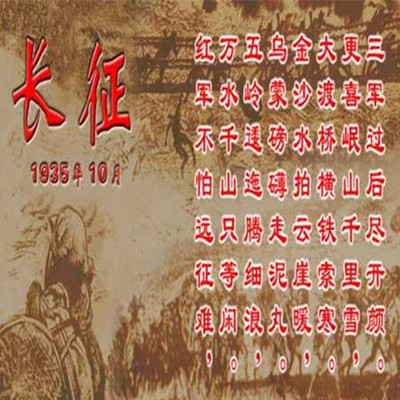 长征
1935年10月
红军不怕远征难，
万水千山只等闲。
五岭逶迤腾细浪，
乌蒙磅礴走泥丸。
金沙水拍云崖暖，
大渡桥横铁索寒。
更喜岷山千里雪，
三军过后尽开颜。